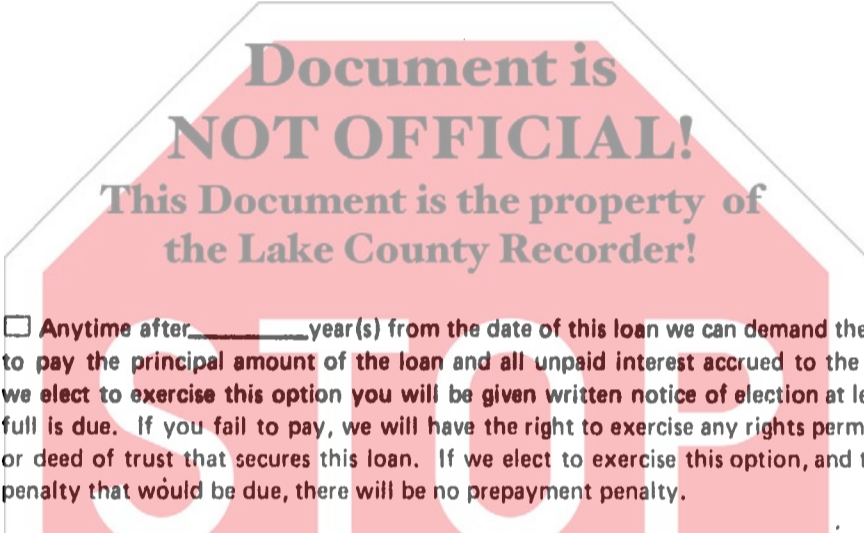 Document is
NOT OFFICIAL!
This Document is the property of
the Lake County Recorder!
STOP
Anytime after__________year(s) from the date of this loan we can demand the
to pay the principal amount of the loan and all unpaid interest accrued to the
we elect to exercise this option you will be given written notice of election at le
full is due. If you fail to pay, we will have the right to exercise any rights perm
or deed of trust that secures this loan. If we elect to exercise this option, and t
penalty that would be due, there will be no prepayment penalty.